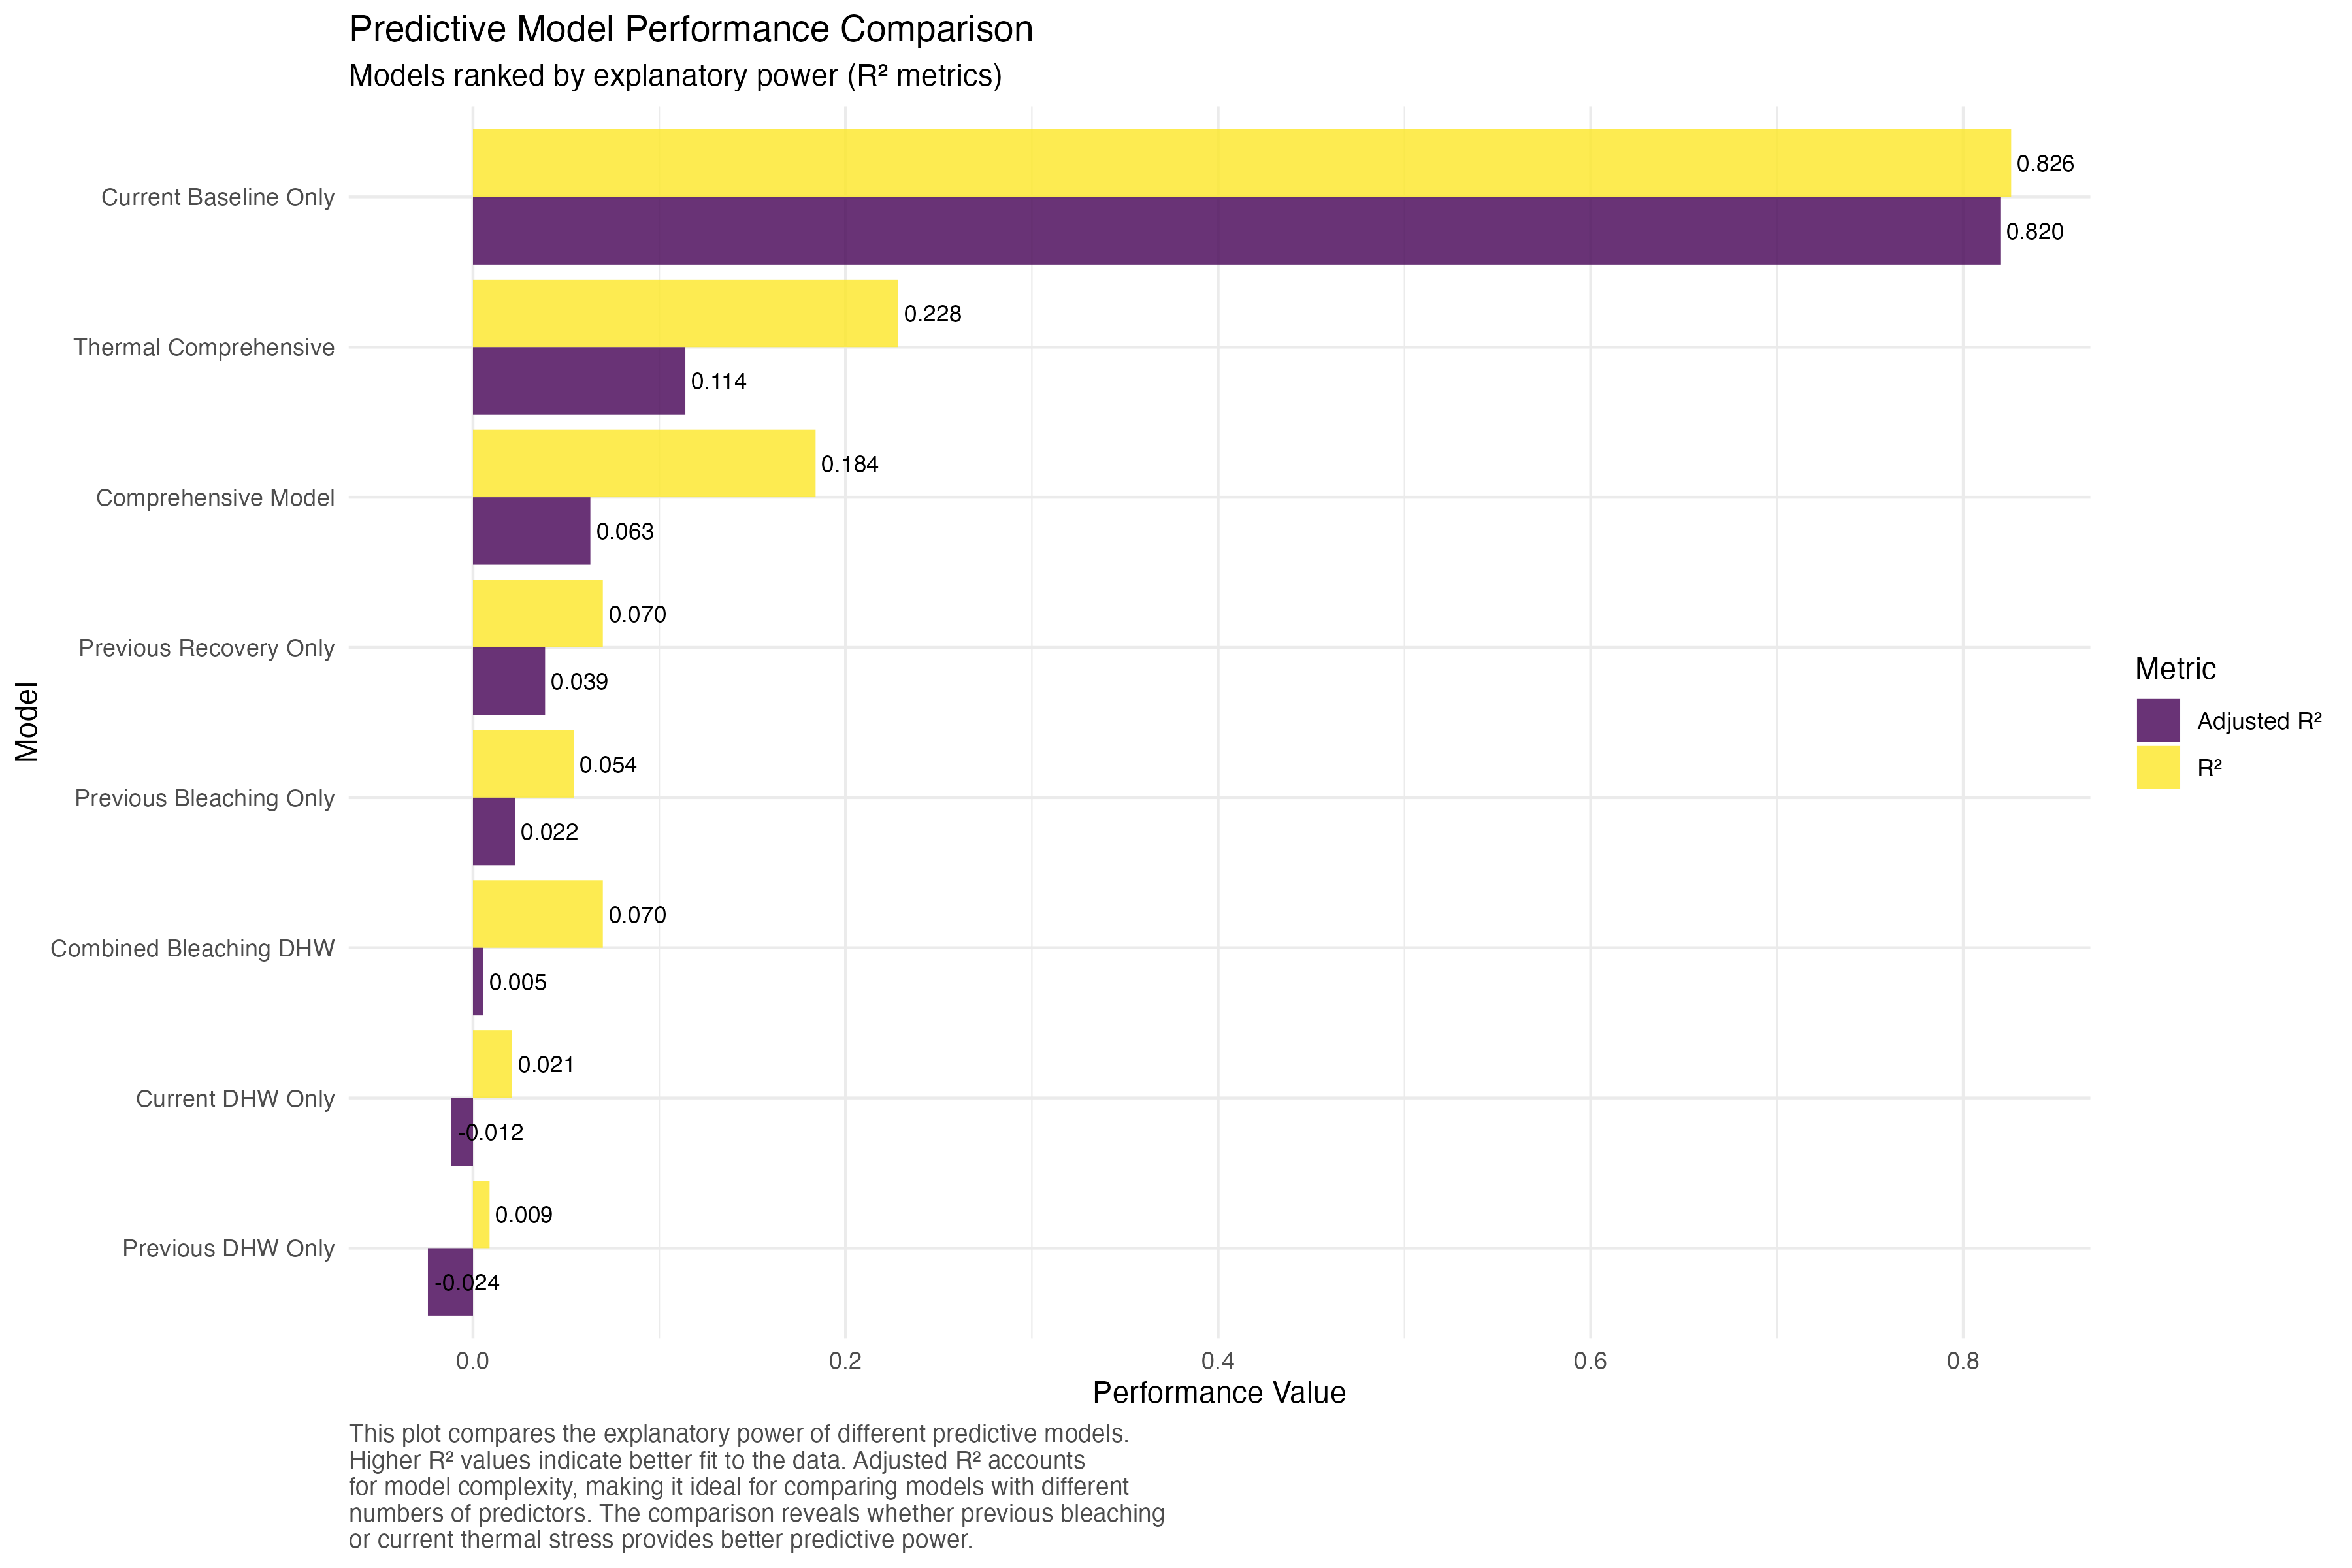 Predictive Model Performance Comparison
Models ranked by explanatory power (R² metrics)
Model
Current Baseline Only
0.826
0.820
Thermal Comprehensive
0.228
0.114
Comprehensive Model
0.184
0.063
Previous Recovery Only
0.070
0.039
Previous Bleaching Only
0.054
0.022
Combined Bleaching DHW
0.070
0.005
Current DHW Only
0.021
-0.012
Previous DHW Only
0.009
-0.024
0.0 0.2 0.4 0.6 0.8
Performance Value
Metric
Adjusted R²
R²
This plot compares the explanatory power of different predictive models.
Higher R² values indicate better fit to the data. Adjusted R² accounts
for model complexity, making it ideal for comparing models with different
numbers of predictors. The comparison reveals whether previous bleaching
or current thermal stress provides better predictive power.